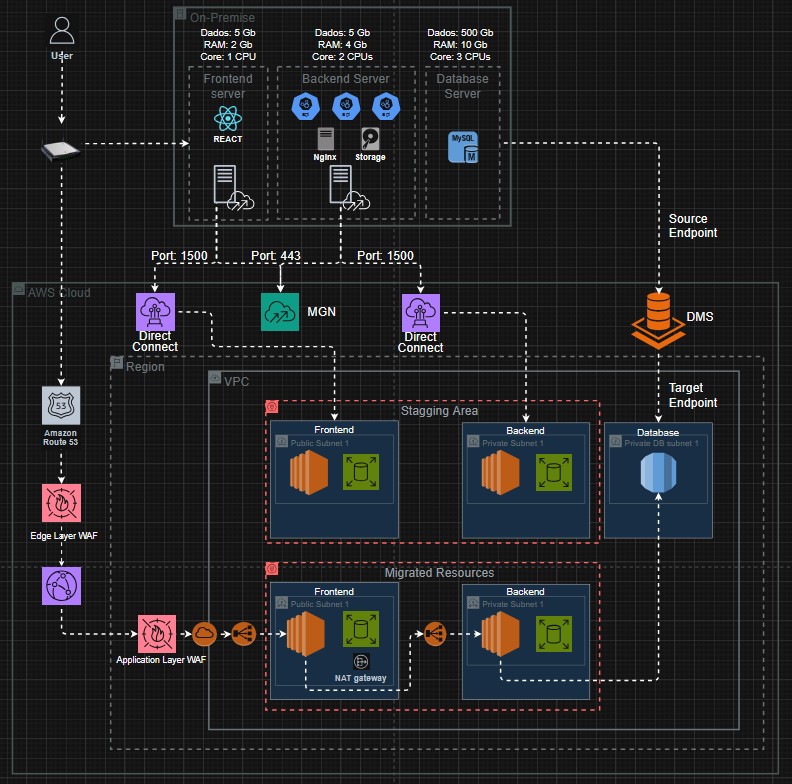 On-Premise
Dados: 5 Gb
RAM: 2 Gb
Core: 1 CPU
Dados: 5 Gb
RAM: 4 Gb
Core: 2 CPUs
Dados: 500 Gb
RAM: 10 Gb
Core: 3 CPUs
User
Frontend
server
REACT
Backend Server
NgInx
Storage
Database
Server
MySQL
M
Source
Endpoint
Port: 1500
Port: 443
Port: 1500
AWS Cloud
Direct
Connect
MGN
Direct
Connect
DMS
Region
VPC
Target
Endpoint
53
Amazon
Route 53
Stagging Area
Frontend
Public Subnet 1
Backend
Private Subnet 1
Database
Private DB subnet 1
Edge Layer WAF
Migrated Resources
Frontend
Public Subnet 1
NAT gateway
Backend
Private Subnet 1
Application Layer WAF